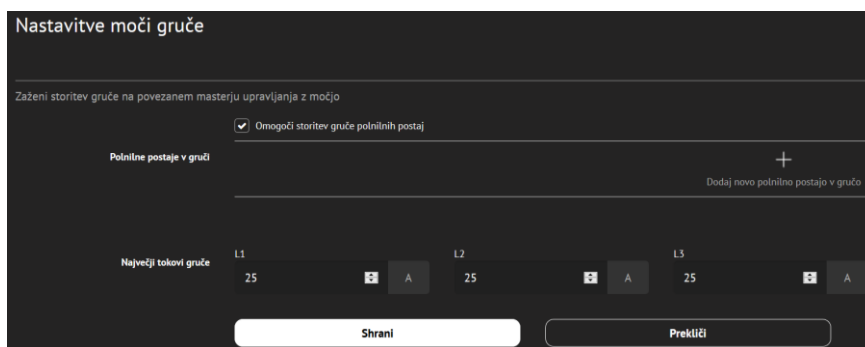 Nastavitve moči gruče
Zaženi storitev gruče na povezanem masterju upravljanja z močjo
Omogoči storitev gruče polnilnih postaj
Polnilne postaje v gruči
Dodaj novo polnilno postajo v gručo
Največji tokovi gruče
L1 L2 L3
25 A 25 A 25 A
Shrani Prekliči